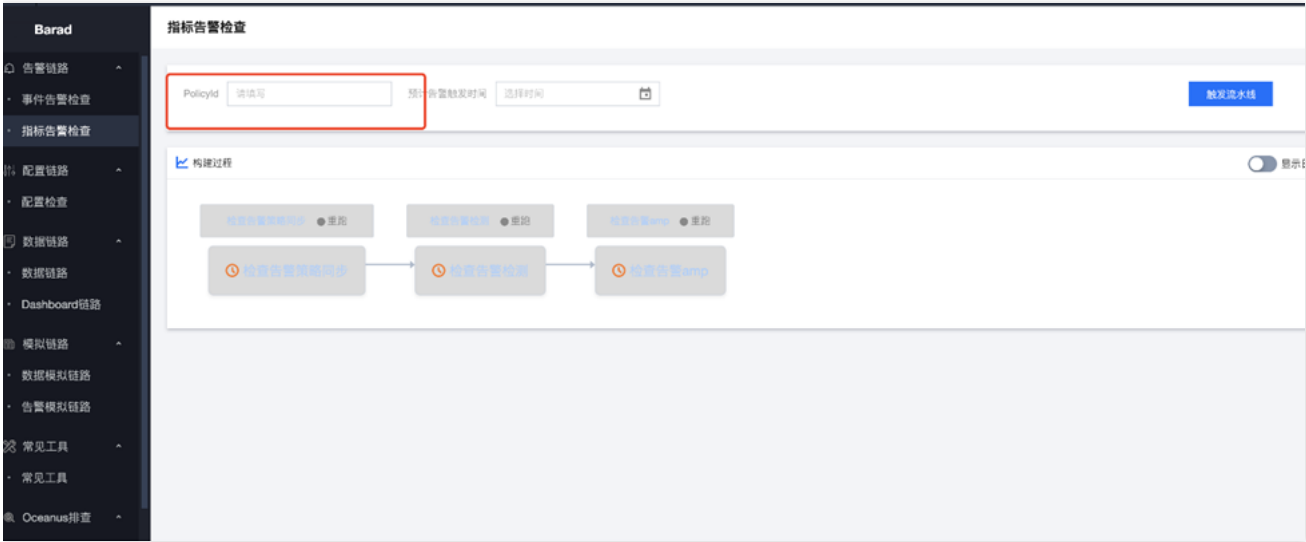 Barad
告警链路
事件告警检查
指标告警检查
配置链路
配置检查
数据链路
数据链路
Dashboard链路
模拟链路
数据模拟链路
告警模拟链路
常见工具
常见工具
Oceanus排查
指标告警检查
PolicyId 请填写 预计告警触发时间 选择时间 触发流水线
构建过程 显示
检查告警策略同步 重跑 检查告警检测 重跑 检查告警amp 重跑
检查告警策略同步 检查告警检测 检查告警amp